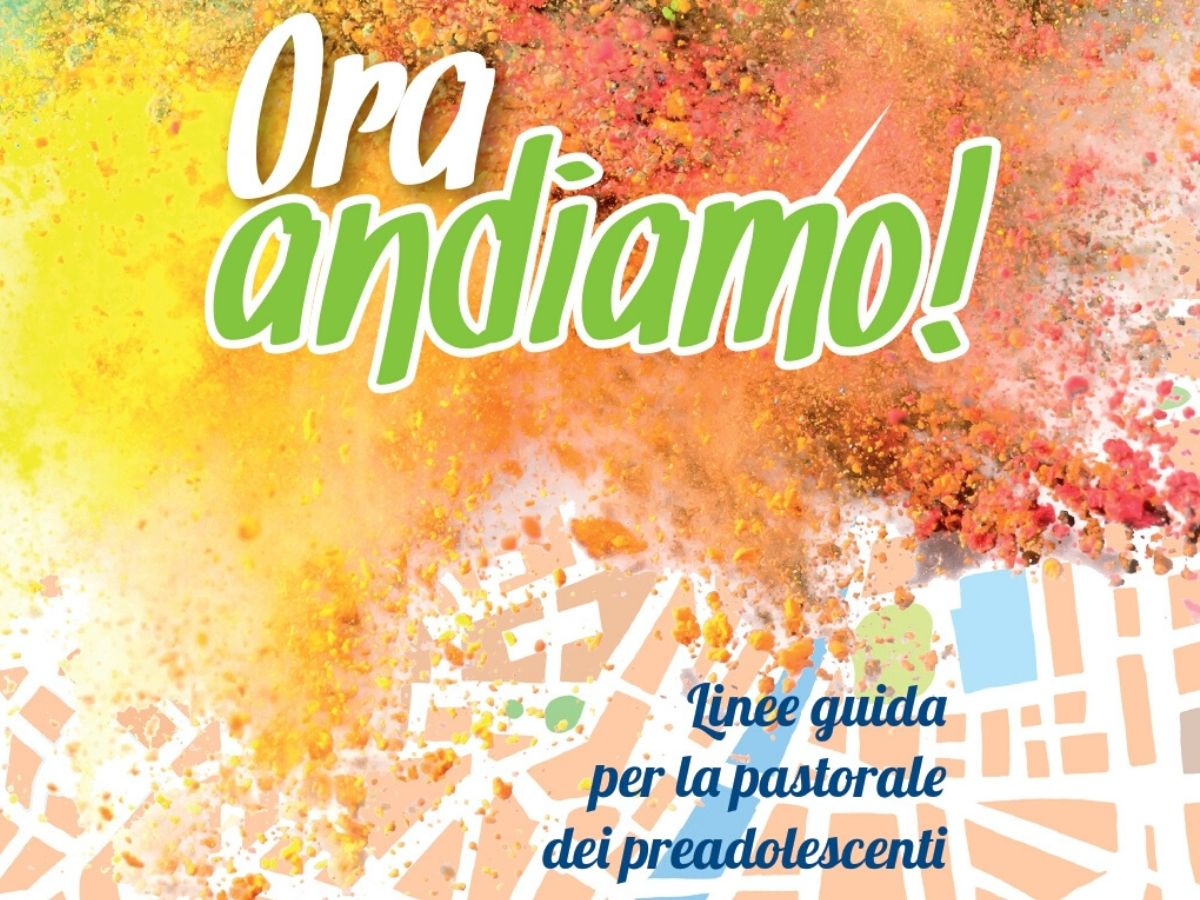 Ora
andiamo!
Linee guida
per la pastorale
dei preadolescenti